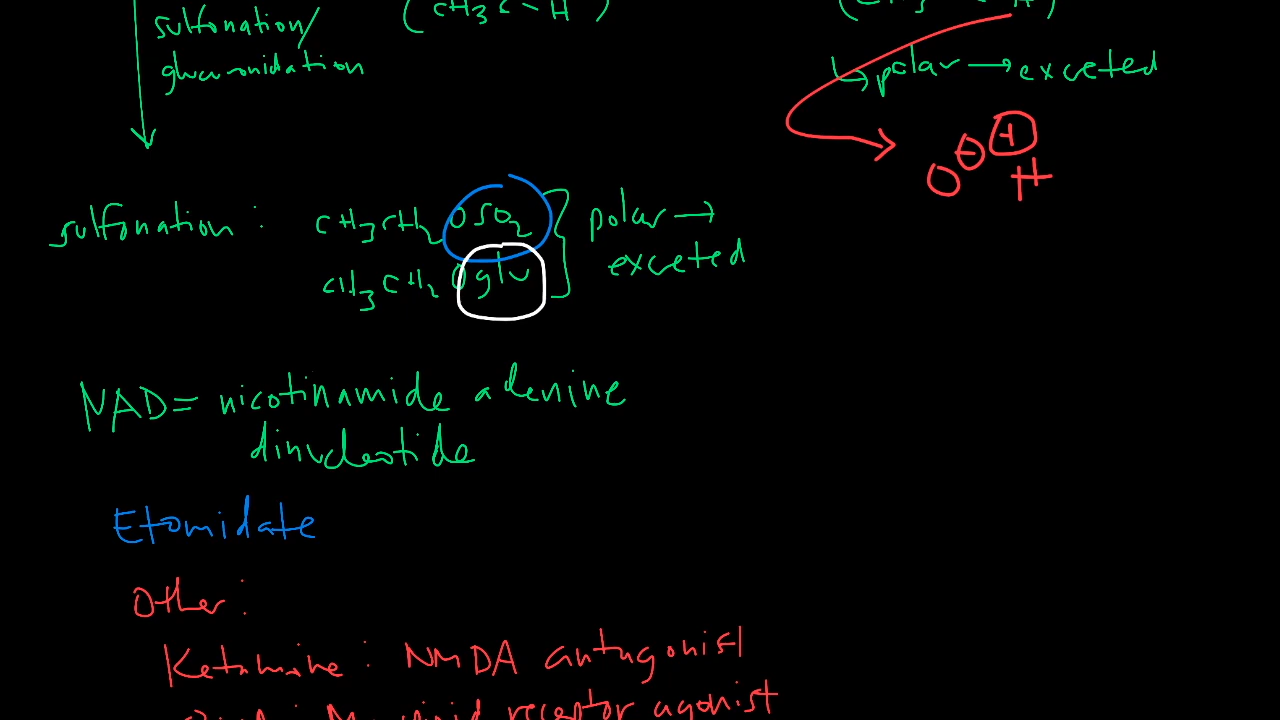 sulfonation/
glucuronidation
(CH3C-H)
polar → exceted
O ⊖ ⊕ H
sulfonation: CH3CH2OSO2
CH3CH2Oglu
polar →
exceted
NAD = nicotinamide adenine
dinucleotide
Etomidate
Other:
Ketamine: NMDA antagonist
receptor agonist